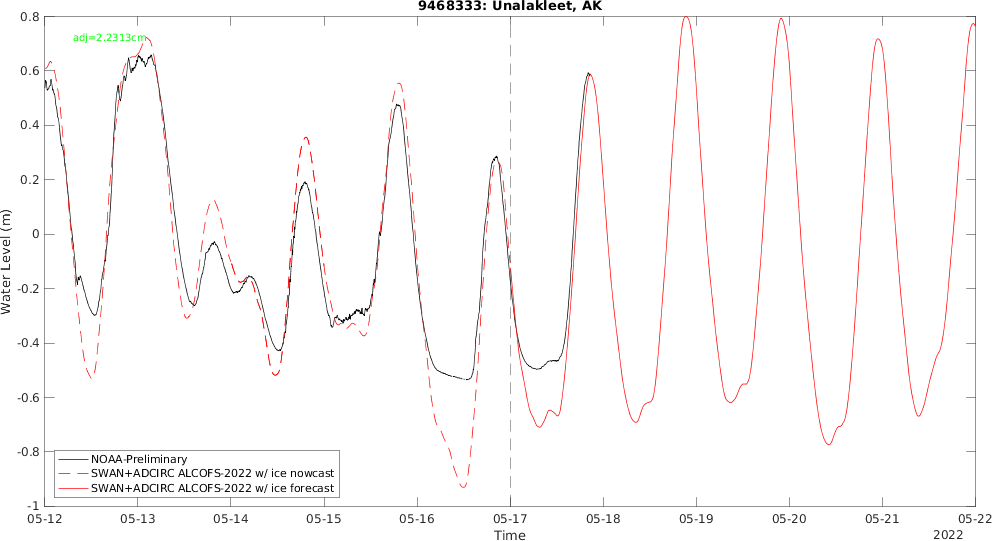 9468333: Unalakleet, AK
adj=2.2313cm
0.8
0.6
0.4
0.2
0
-0.2
-0.4
-0.6
-0.8
-1
Water Level (m)
NOAA-Preliminary
SWAN+ADCIRC ALCOFS-2022 w/ ice nowcast
SWAN+ADCIRC ALCOFS-2022 w/ ice forecast
05-12 05-13 05-14 05-15 05-16 05-17 05-18 05-19 05-20 05-21 05-22
Time
2022